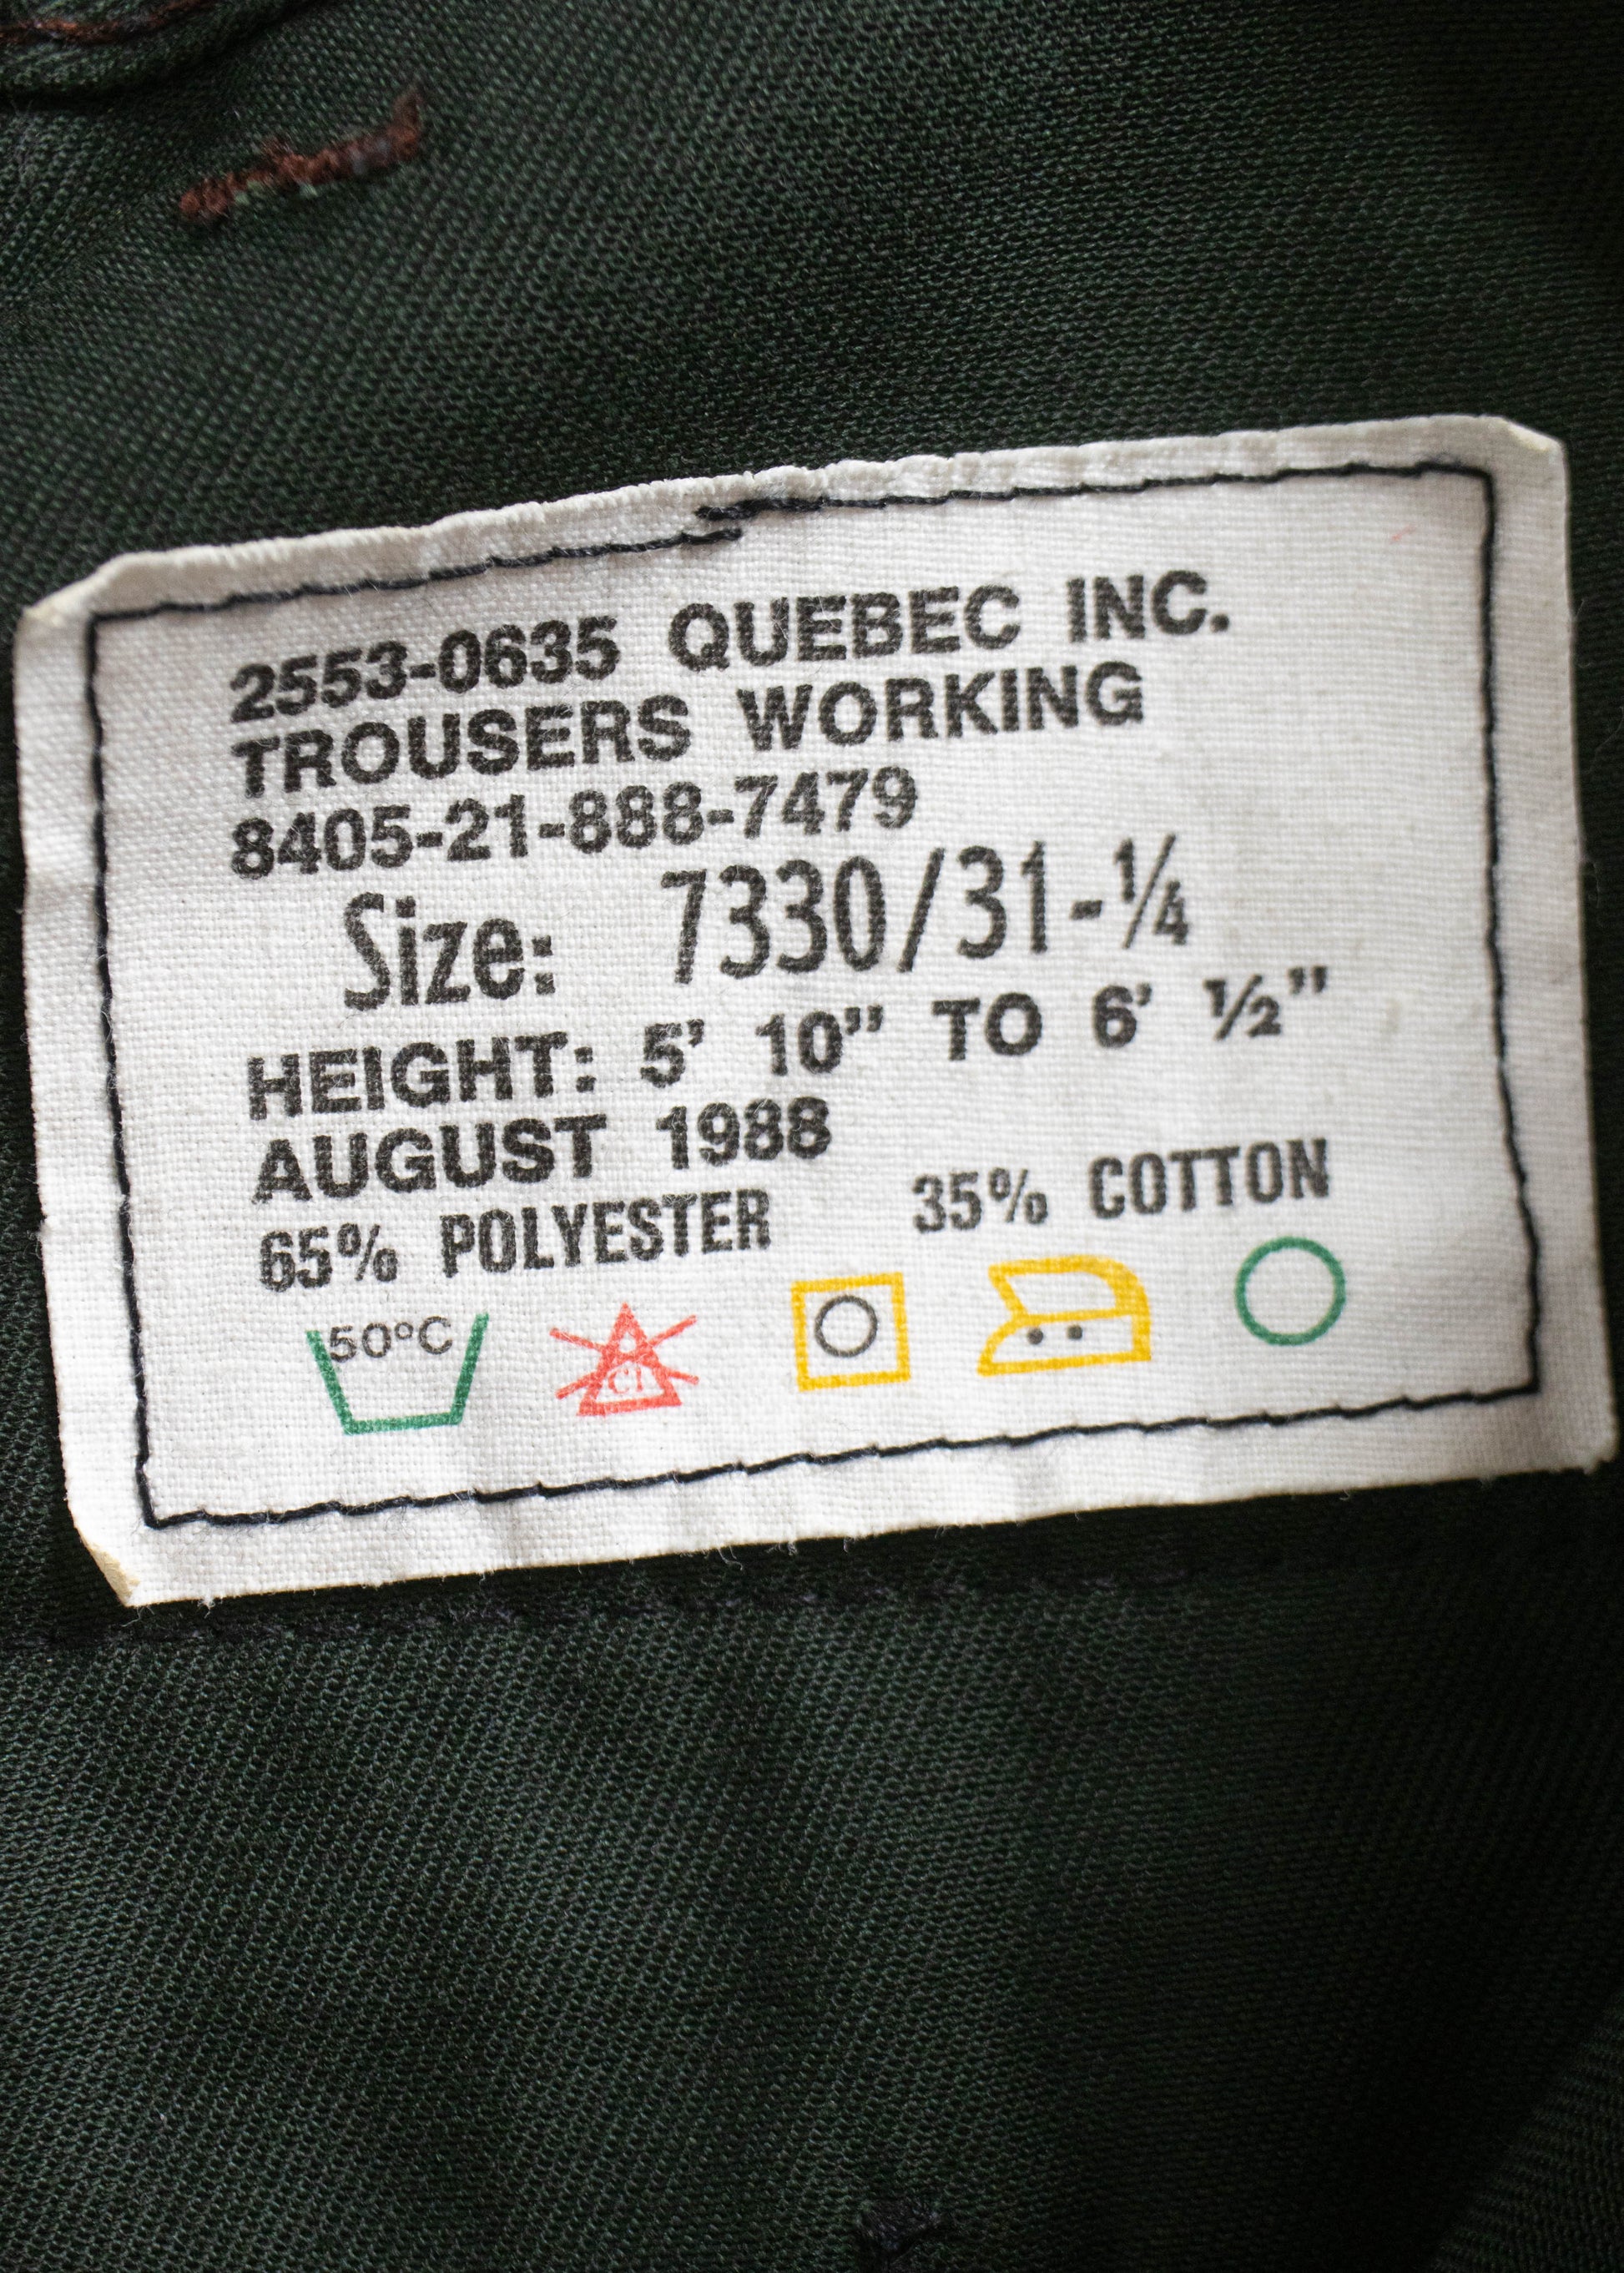 2553-0635 QUEBEC INC.
TROUSERS WORKING
8405-21-888-7479
Size: 7330/31-¼
HEIGHT: 5' 10" TO 6' ½"
AUGUST 1988
65% POLYESTER 35% COTTON
50°C Cl